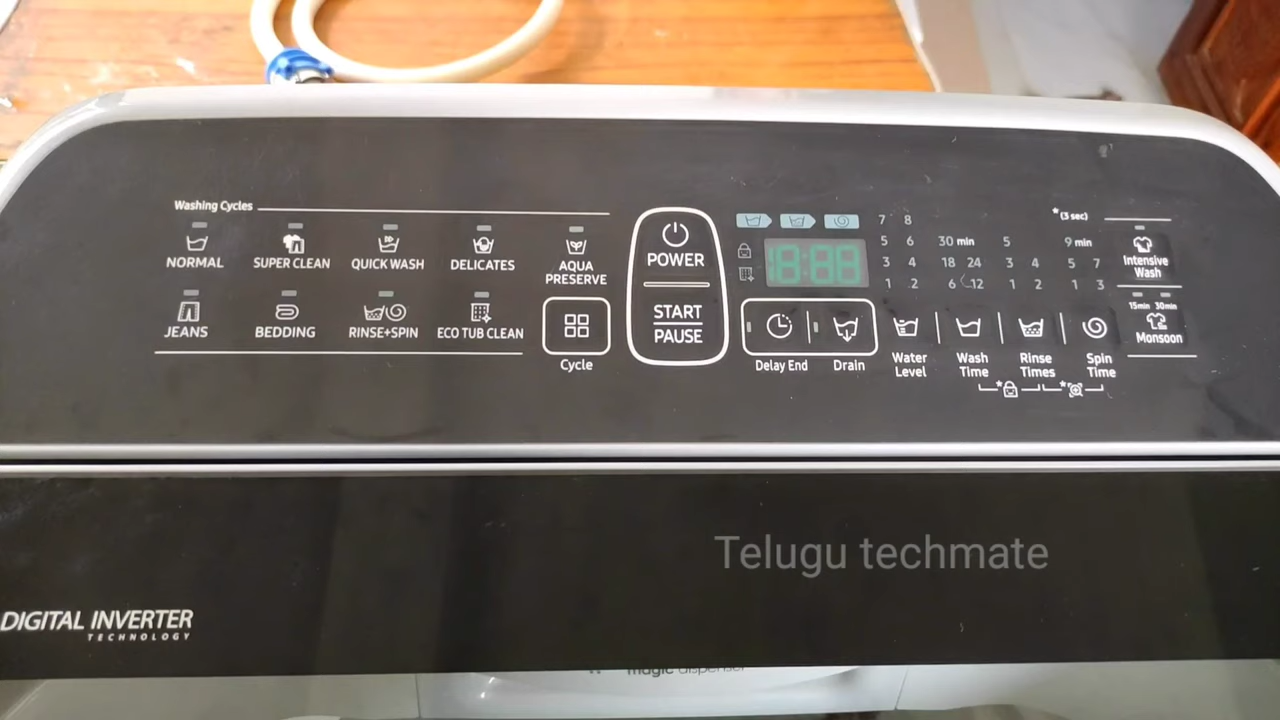 Washing Cycles
NORMAL
SUPER CLEAN
QUICK WASH
DELICATES
AQUA
PRESERVE
JEANS
BEDDING
RINSE+SPIN
ECO TUB CLEAN
Cycle
POWER
START
PAUSE
18:88
Delay End
Drain
7 8
5 6
3 4
1 2
Water
Level
30 min
18 24
6 12
Wash
Time
5
3 4
1 2
Rinse
Times
9 min
5 7
1 3
Spin
Time
*(3 sec)
* *
Intensive
Wash
15min 30min
Monsoon
Telugu techmate
DIGITAL INVERTER
TECHNOLOGY
magic dispenser